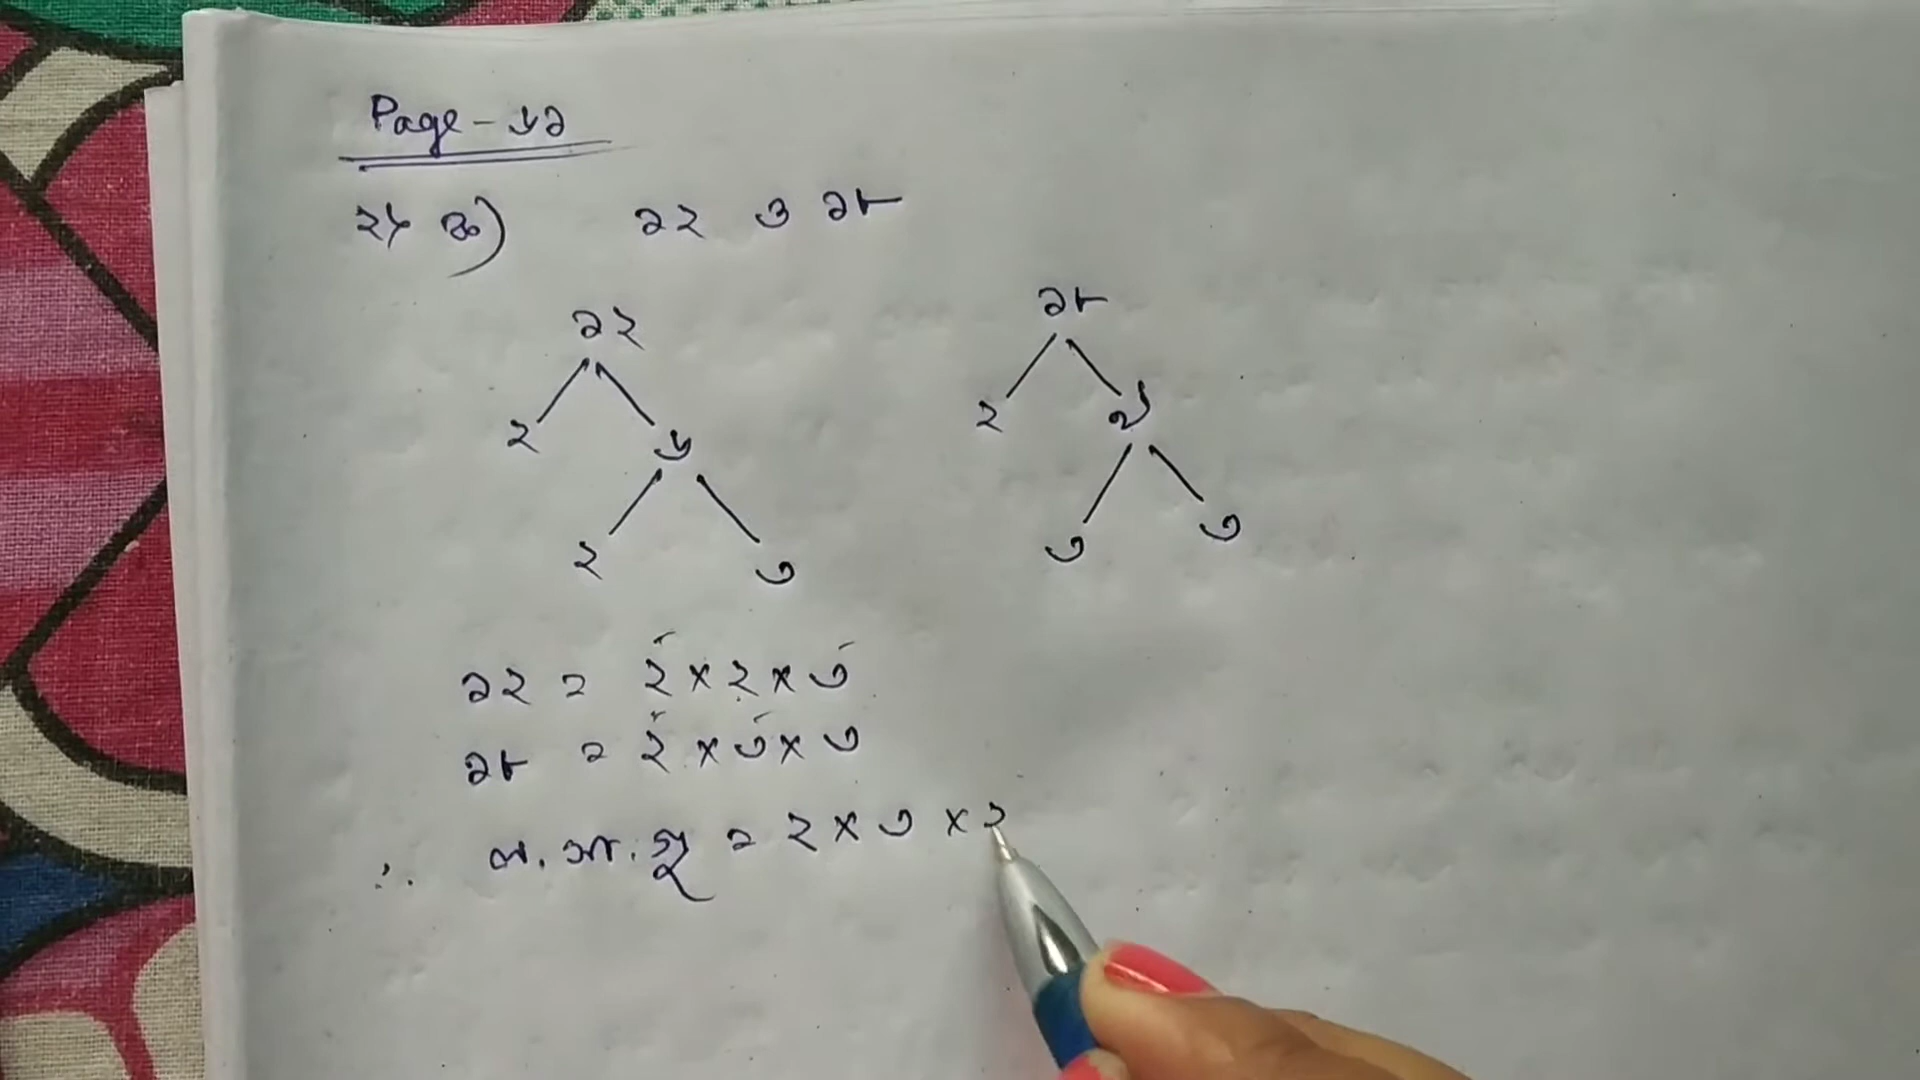 Page - ৬১
২) ক) ১২ ও ১৮
১২ ১৮
২ ৬ ২ ৯
২ ৩ ৩ ৩
১২ = ২ × ২ × ৩
১৮ = ২ × ৩ × ৩
∴ ল. সা. গু = ২ × ৩ × ২